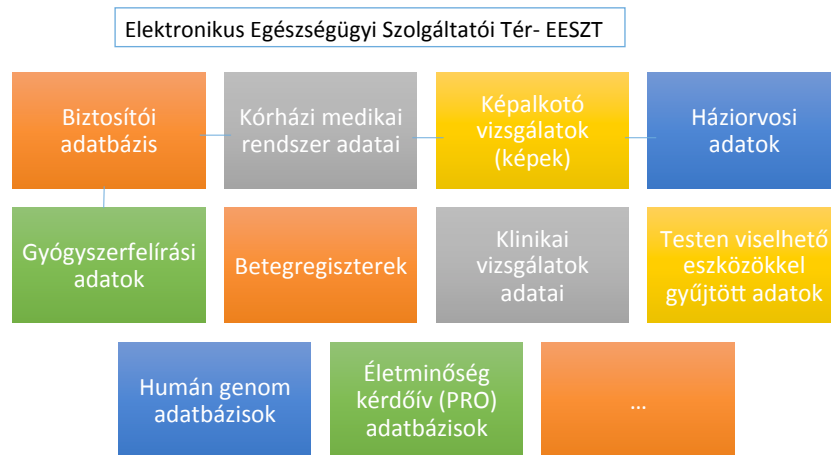 Elektronikus Egészségügyi Szolgáltatói Tér- EESZT
Biztosítói
adatbázis
Kórházi medikai
rendszer adatai
Képalkotó
vizsgálatok
(képek)
Háziorvosi
adatok
Gyógyszerfelírási
adatok
Betegregiszterek
Klinikai
vizsgálatok
adatai
Testen viselhető
eszközökkel
gyűjtött adatok
Humán genom
adatbázisok
Életminőség
kérdőív (PRO)
adatbázisok
...